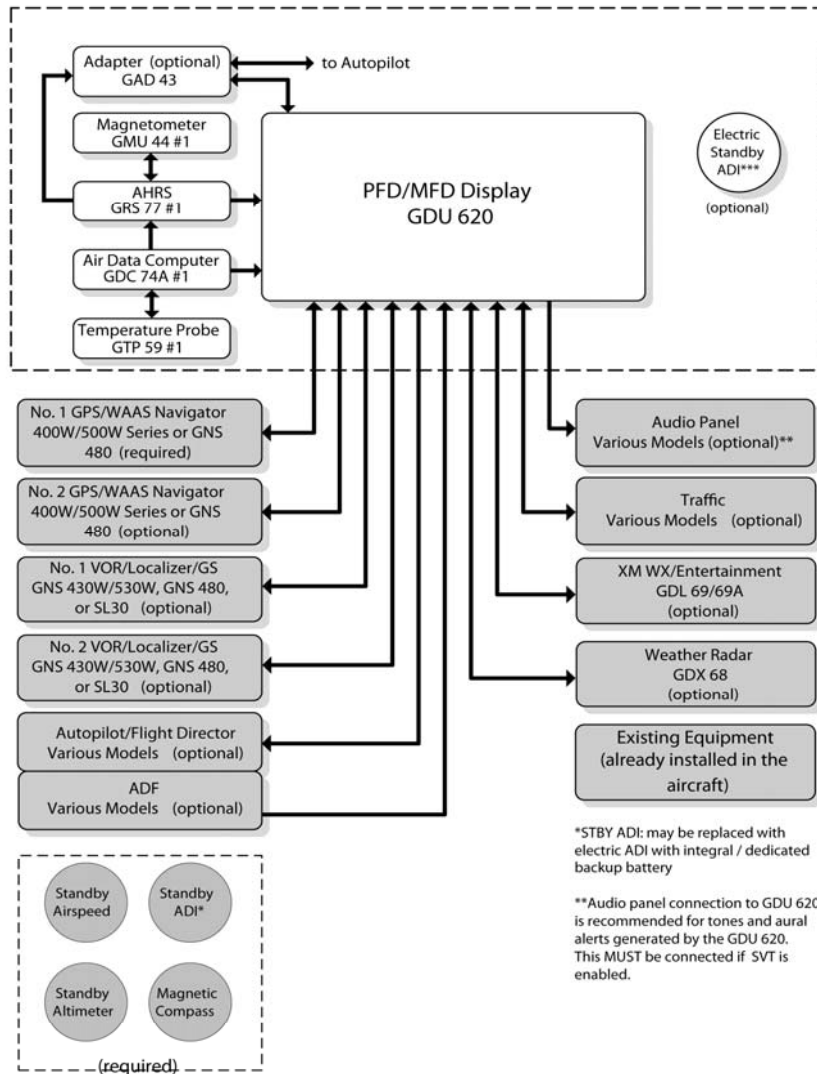 Adapter (optional)
GAD 43
to Autopilot
Magnetometer
GMU 44 #1
AHRS
GRS 77 #1
Air Data Computer
GDC 74A #1
Temperature Probe
GTP 59 #1
PFD/MFD Display
GDU 620
Electric
Standby
ADI***
(optional)
No. 1 GPS/WAAS Navigator
400W/500W Series or GNS
480 (required)
No. 2 GPS/WAAS Navigator
400W/500W Series or GNS
480 (optional)
No. 1 VOR/Localizer/GS
GNS 430W/530W, GNS 480,
or SL30 (optional)
No. 2 VOR/Localizer/GS
GNS 430W/530W, GNS 480,
or SL30 (optional)
Autopilot/Flight Director
Various Models (optional)
ADF
Various Models (optional)
Audio Panel
Various Models (optional)**
Traffic
Various Models (optional)
XM WX/Entertainment
GDL 69/69A
(optional)
Weather Radar
GDX 68
(optional)
Existing Equipment
(already installed in the
aircraft)
*STBY ADI: may be replaced with
electric ADI with integral / dedicated
backup battery
**Audio panel connection to GDU 620
is recommended for tones and aural
alerts generated by the GDU 620.
This MUST be connected if SVT is
enabled.
Standby
Airspeed
Standby
ADI*
Standby
Altimeter
Magnetic
Compass
(required)